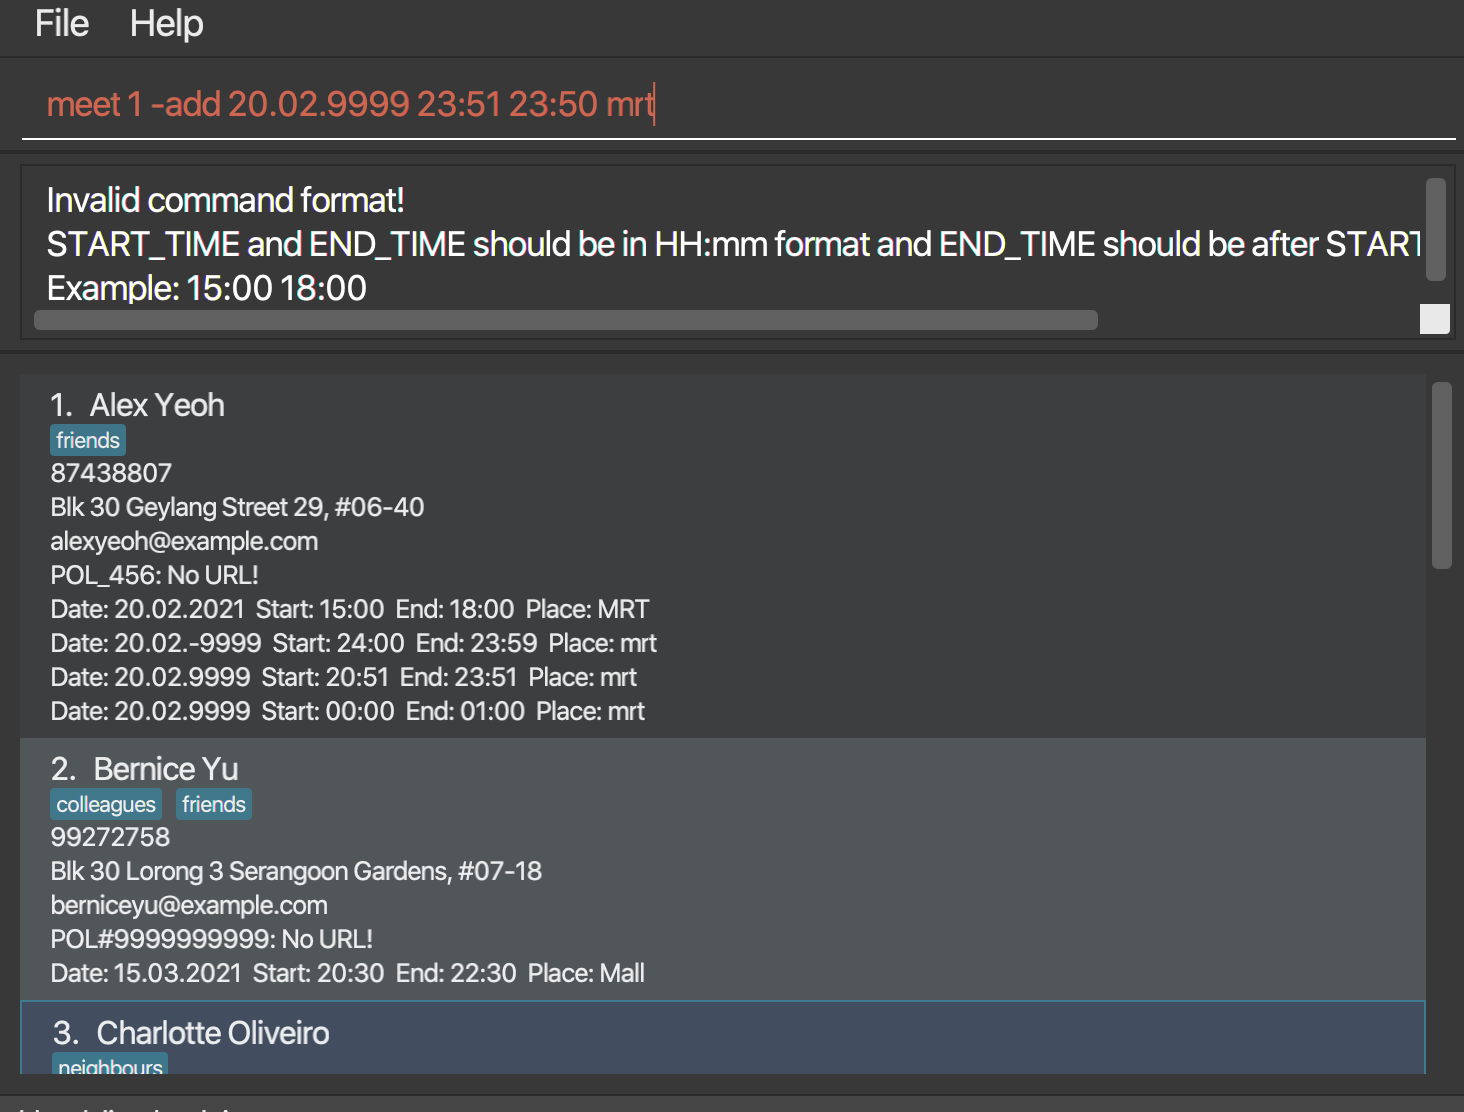 File Help
meet 1 -add 20.02.9999 23:51 23:50 mrt
Invalid command format!
START_TIME and END_TIME should be in HH:mm format and END_TIME should be after START
Example: 15:00 18:00
1. Alex Yeoh
friends
87438807
Blk 30 Geylang Street 29, #06-40
alexyeoh@example.com
POL_456: No URL!
Date: 20.02.2021 Start: 15:00 End: 18:00 Place: MRT
Date: 20.02.-9999 Start: 24:00 End: 23:59 Place: mrt
Date: 20.02.9999 Start: 20:51 End: 23:51 Place: mrt
Date: 20.02.9999 Start: 00:00 End: 01:00 Place: mrt
2. Bernice Yu
colleagues friends
99272758
Blk 30 Lorong 3 Serangoon Gardens, #07-18
berniceyu@example.com
POL#9999999999: No URL!
Date: 15.03.2021 Start: 20:30 End: 22:30 Place: Mall
3. Charlotte Oliveiro
neighbours